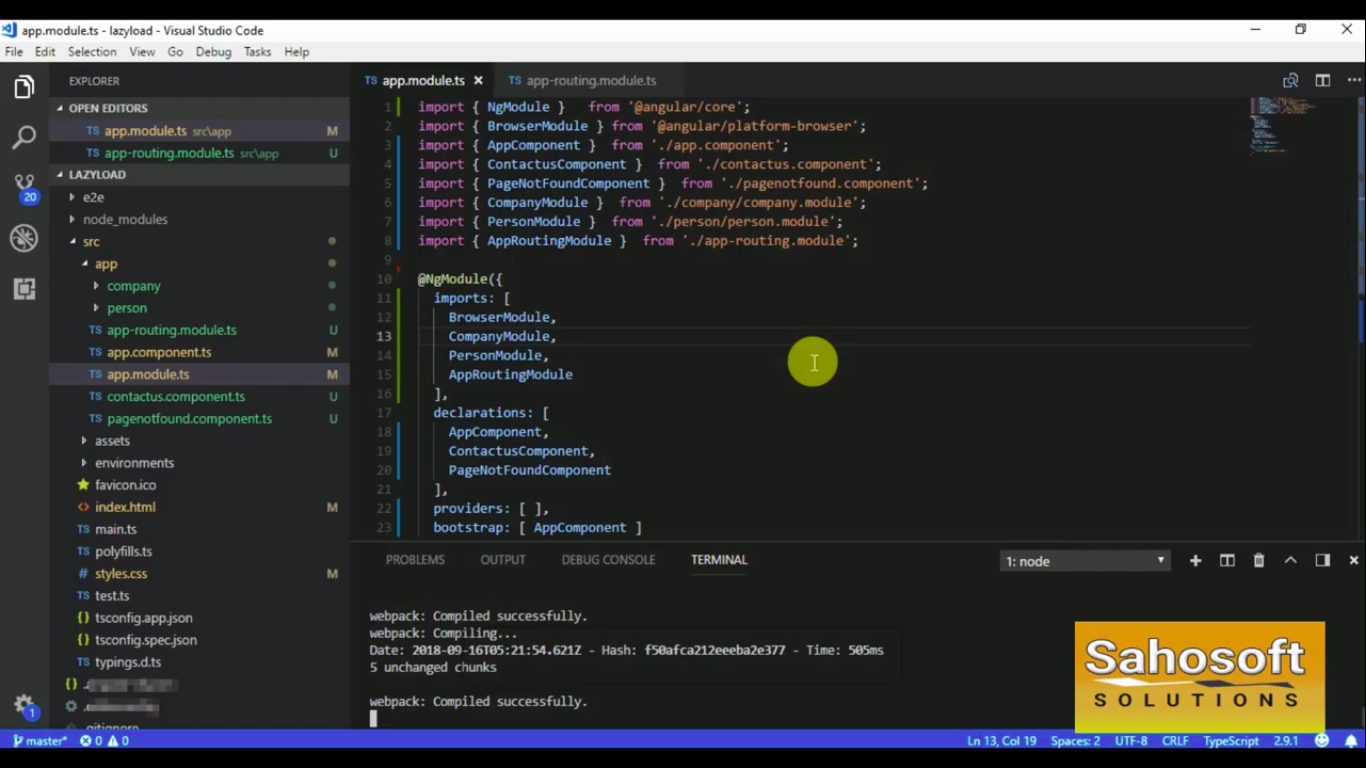 app.module.ts - lazyload - Visual Studio Code
File Edit Selection View Go Debug Tasks Help
EXPLORER
OPEN EDITORS
TS app.module.ts src\app M
TS app-routing.module.ts src\app U
LAZYLOAD
e2e
node_modules
src
app
company
person
TS app-routing.module.ts U
TS app.component.ts M
TS app.module.ts M
TS contactus.component.ts U
TS pagenotfound.component.ts U
assets
environments
favicon.ico
<> index.html M
TS main.ts
TS polyfills.ts
# styles.css M
TS test.ts
{} tsconfig.app.json
{} tsconfig.spec.json
TS typings.d.ts
{}
.gitignore
20
1
TS app.module.ts × TS app-routing.module.ts
1 import { NgModule } from '@angular/core';
2 import { BrowserModule } from '@angular/platform-browser';
3 import { AppComponent } from './app.component';
4 import { ContactusComponent } from './contactus.component';
5 import { PageNotFoundComponent } from './pagenotfound.component';
6 import { CompanyModule } from './company/company.module';
7 import { PersonModule } from './person/person.module';
8 import { AppRoutingModule } from './app-routing.module';
9
10 @NgModule({
11 imports: [
12 BrowserModule,
13 CompanyModule,
14 PersonModule,
15 AppRoutingModule
16 ],
17 declarations: [
18 AppComponent,
19 ContactusComponent,
20 PageNotFoundComponent
21 ],
22 providers: [ ],
23 bootstrap: [ AppComponent ]
PROBLEMS OUTPUT DEBUG CONSOLE TERMINAL 1: node
webpack: Compiled successfully.
webpack: Compiling...
Date: 2018-09-16T05:21:54.621Z - Hash: f50afca212eeeba2e377 - Time: 505ms
5 unchanged chunks
webpack: Compiled successfully.
Sahosoft
SOLUTIONS
master* 0 0 Ln 13, Col 19 Spaces: 2 UTF-8 CRLF TypeScript 2.9.1